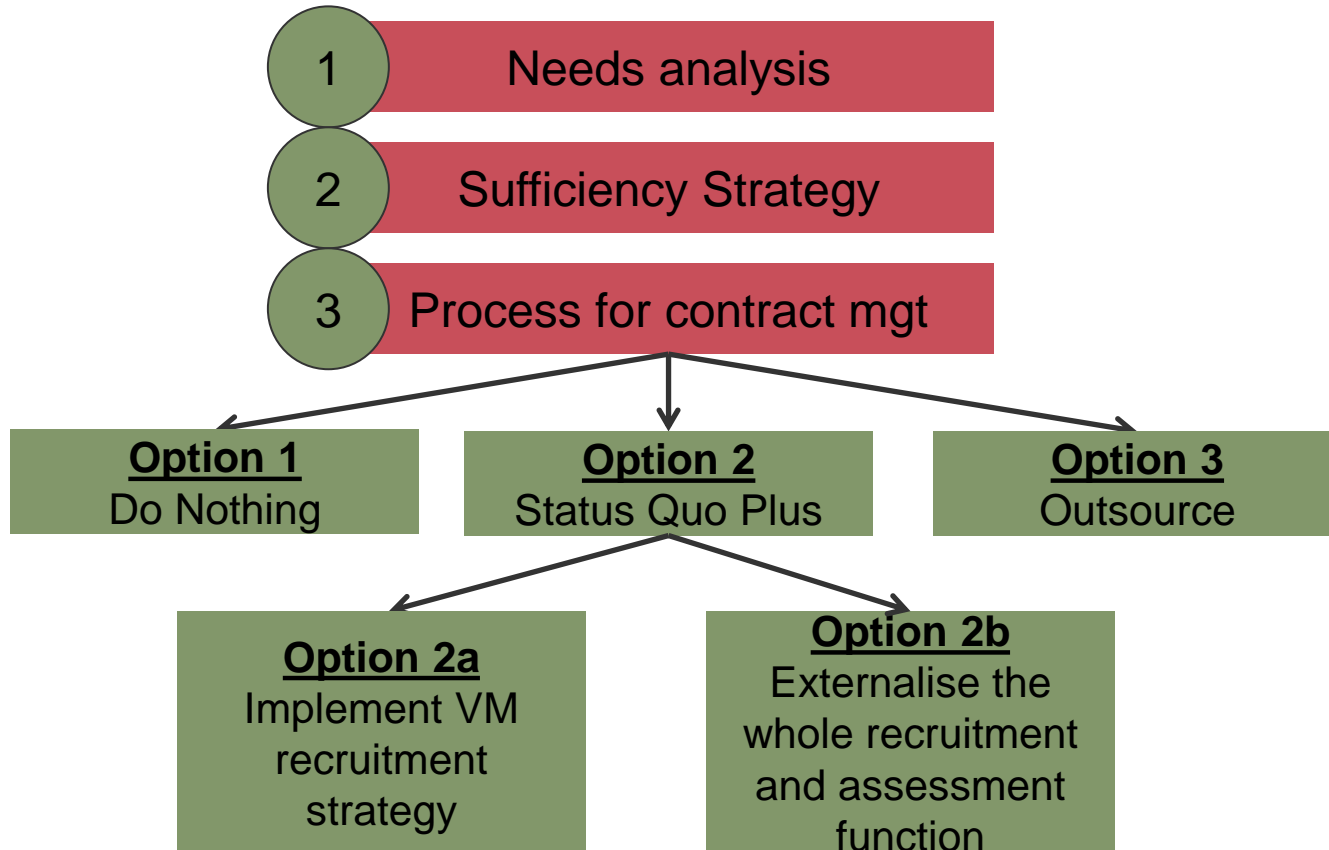 1
Needs analysis
2
Sufficiency Strategy
3
Process for contract mgt
Option 1
Do Nothing
Option 2
Status Quo Plus
Option 3
Outsource
Option 2a
Implement VM
recruitment
strategy
Option 2b
Externalise the
whole recruitment
and assessment
function